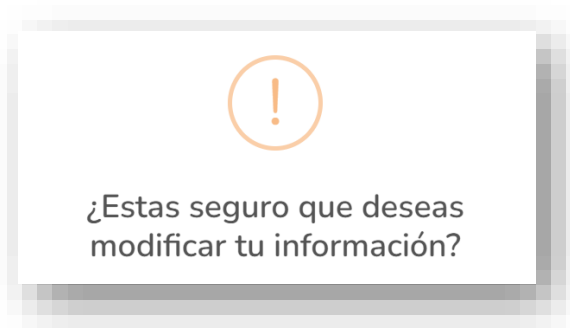 ¿Estas seguro que deseas
modificar tu información?